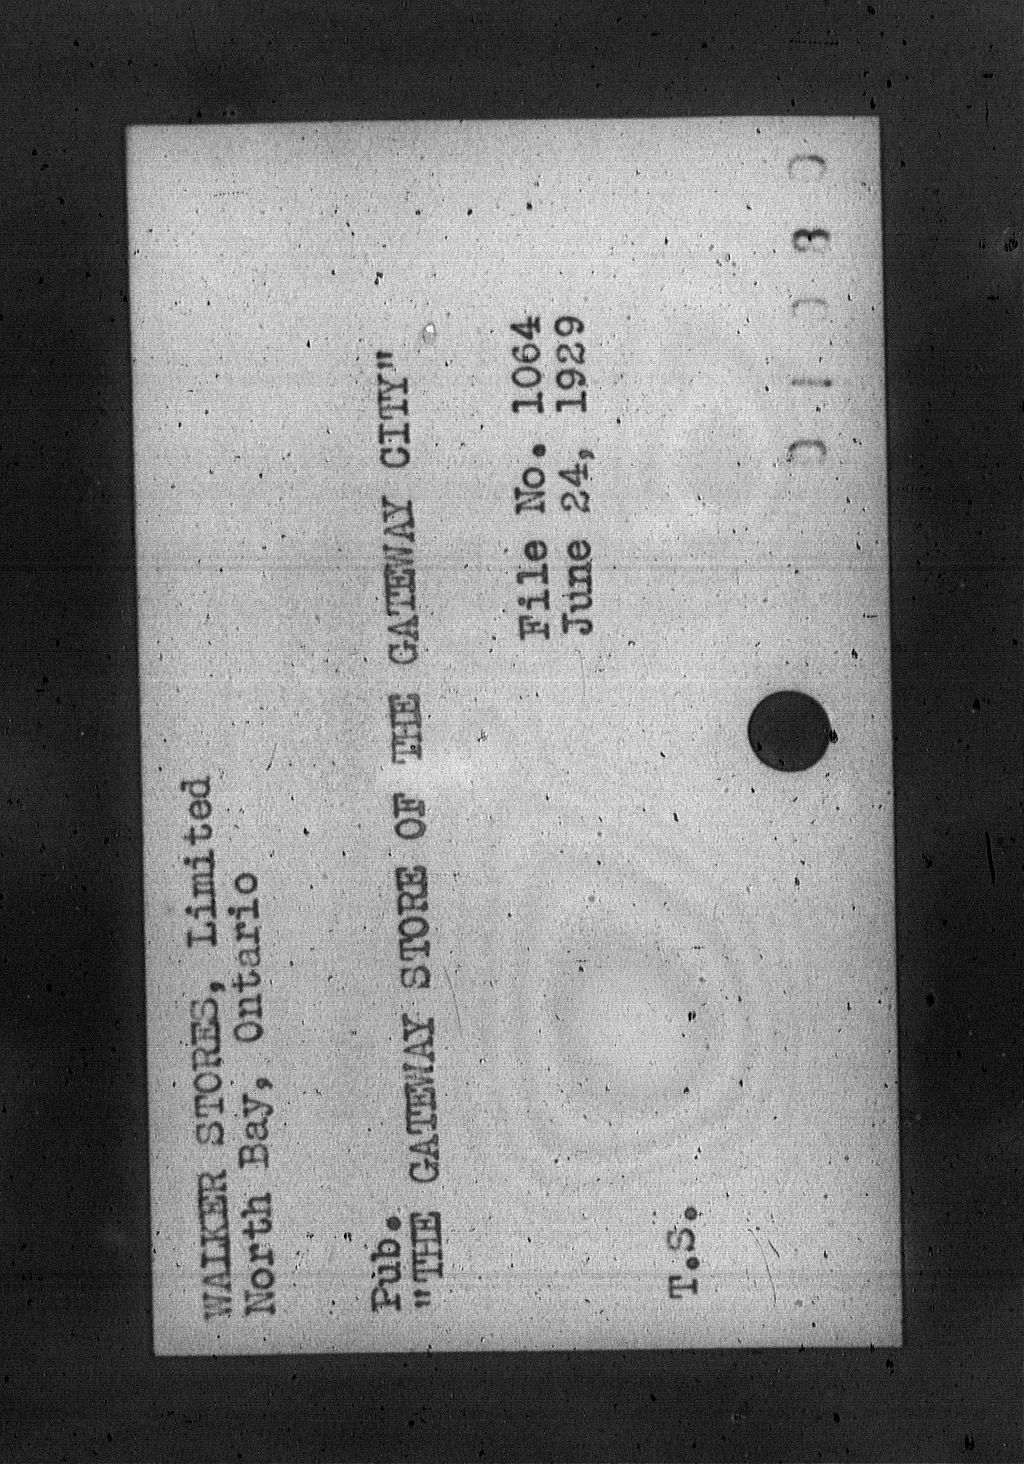 WALKER STORES, Limited
North Bay, Ontario
Pub.
"THE GATEWAY STORE OF THE GATEWAY CITY"
File No. 1064
June 24, 1929
T.S.